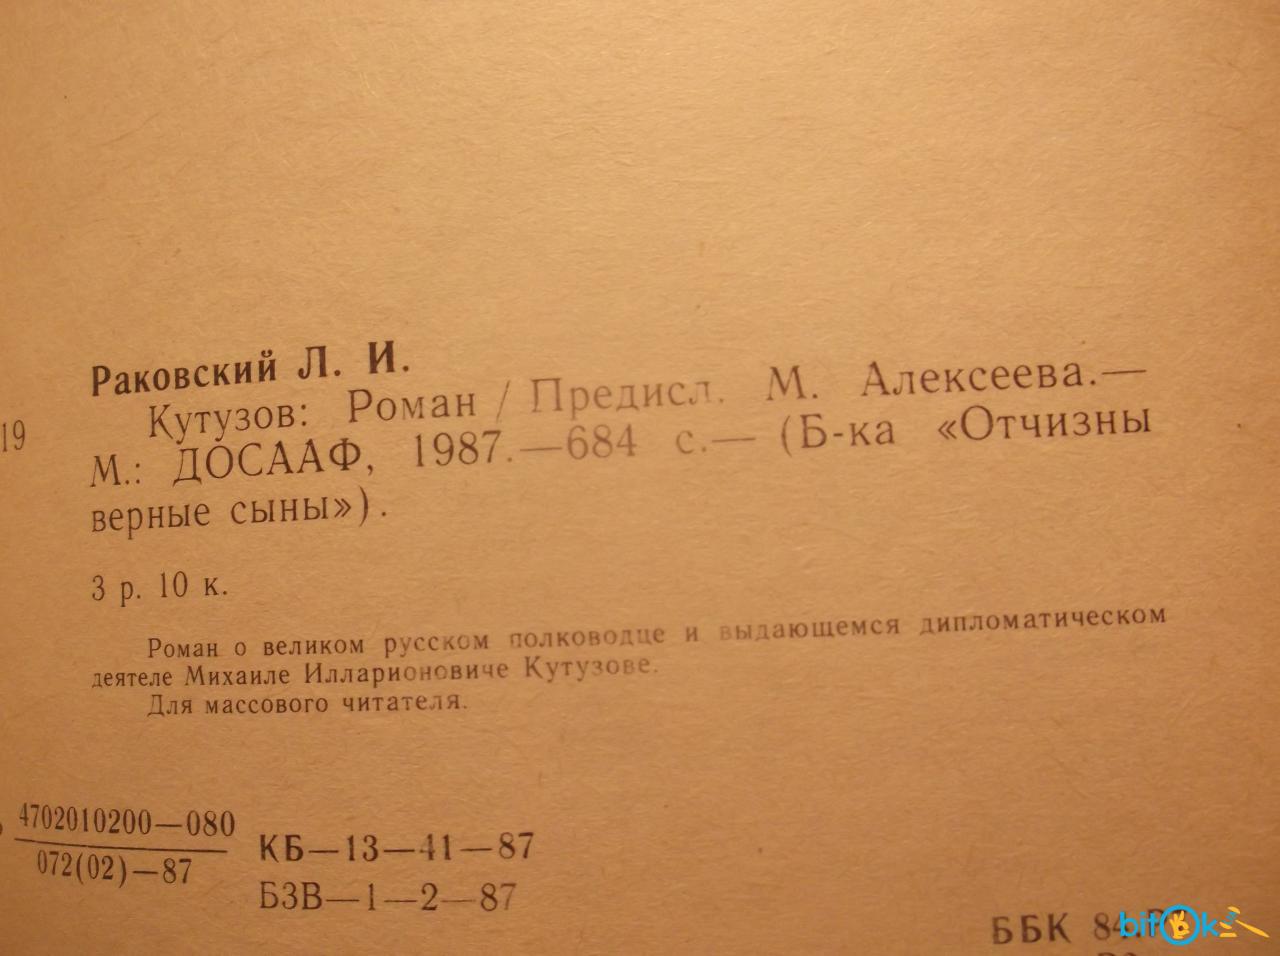 Раковский Л. И.
Кутузов: Роман / Предисл. М. Алексеева.—
19
М.: ДОСААФ, 1987.—684 с.— (Б-ка «Отчизны
верные сыны»).
3 р. 10 к.
Роман о великом русском полководце и выдающемся дипломатическом
деятеле Михаиле Илларионовиче Кутузове.
Для массового читателя.
4702010200—080
072(02)—87
КБ—13—41—87
БЗВ—1—2—87
ББК 84.
bitOk